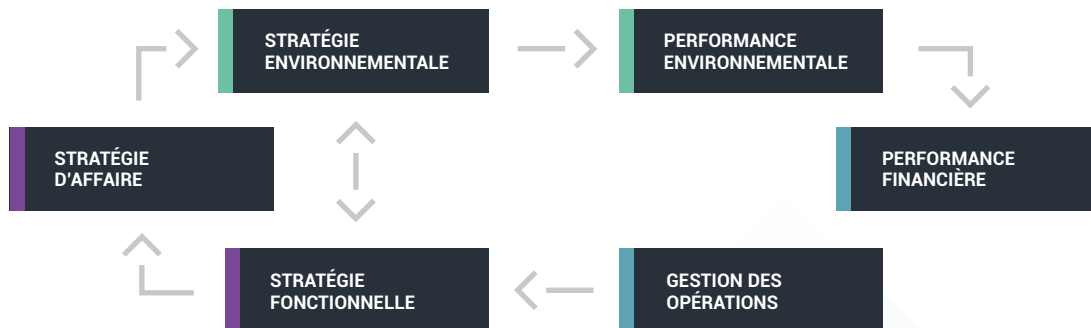 STRATÉGIE
ENVIRONNEMENTALE
PERFORMANCE
ENVIRONNEMENTALE
STRATÉGIE
D'AFFAIRE
PERFORMANCE
FINANCIÈRE
STRATÉGIE
FONCTIONNELLE
GESTION DES
OPÉRATIONS